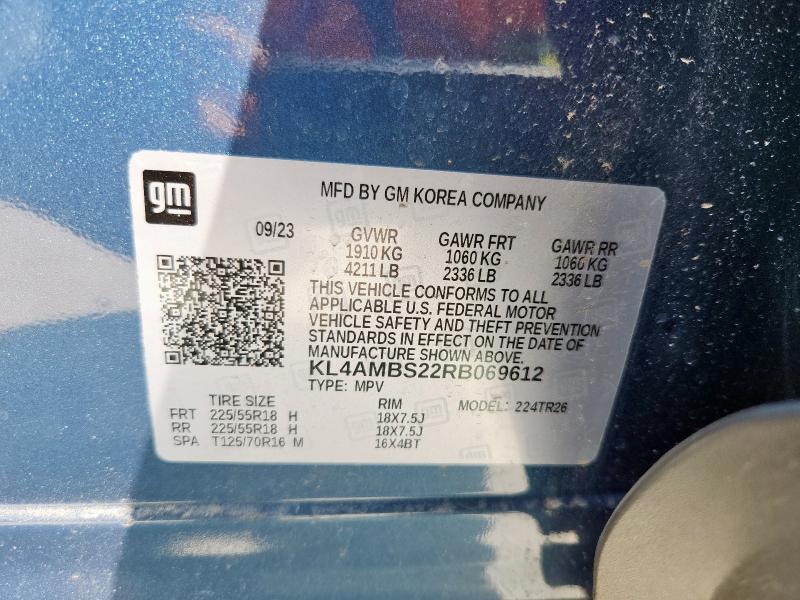 gm
MFD BY GM KOREA COMPANY
09/23
GVWR GAWR FRT GAWR RR
1910 KG 1060 KG 1060 KG
4211 LB 2336 LB 2336 LB
THIS VEHICLE CONFORMS TO ALL
APPLICABLE U.S. FEDERAL MOTOR
VEHICLE SAFETY AND THEFT PREVENTION
STANDARDS IN EFFECT ON THE DATE OF
MANUFACTURE SHOWN ABOVE.
KL4AMBS22RB069612
TYPE: MPV
TIRE SIZE RIM MODEL: 224TR26
FRT 225/55R18 H 18X7.5J
RR 225/55R18 H 18X7.5J
SPA T125/70R16 M 16X4BT